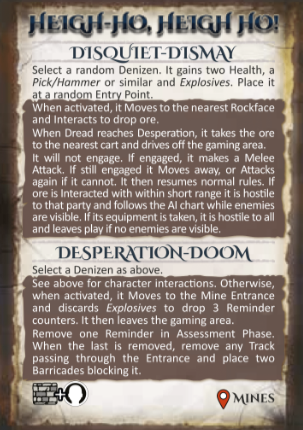 HEIGH-HO, HEIGH HO!
DISQUIET-DISMAY
Select a random Denizen. It gains two Health, a
Pick/Hammer or similar and Explosives. Place it
at a random Entry Point.
When activated, it Moves to the nearest Rockface
and Interacts to drop ore.
When Dread reaches Desperation, it takes the ore
to the nearest cart and drives off the gaming area.
It will not engage. If engaged, it makes a Melee
Attack. If still engaged it Moves away, or Attacks
again if it cannot. It then resumes normal rules. If
ore is Interacted with within short range it is hostile
to that party and follows the AI chart while enemies
are visible. If its equipment is taken, it is hostile to all
and leaves play if no enemies are visible.
DESPERATION-DOOM
Select a Denizen as above.
See above for character interactions. Otherwise,
when activated, it Moves to the Mine Entrance
and discards Explosives to drop 3 Reminder
counters. It then leaves the gaming area.
Remove one Reminder in Assessment Phase.
When the last is removed, remove any Track
passing through the Entrance and place two
Barricades blocking it.
MINES